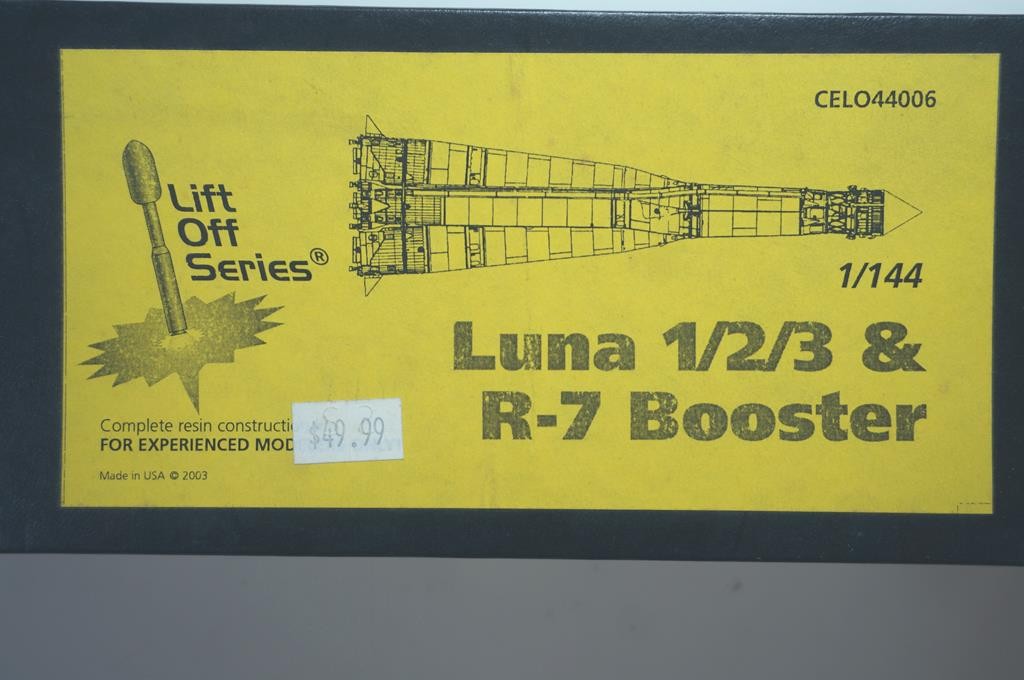 CELO44006
Lift
Off
Series®
1/144
Luna 1/2/3 &
R-7 Booster
Complete resin constructi
$49.99
FOR EXPERIENCED MOD
Made in USA © 2003